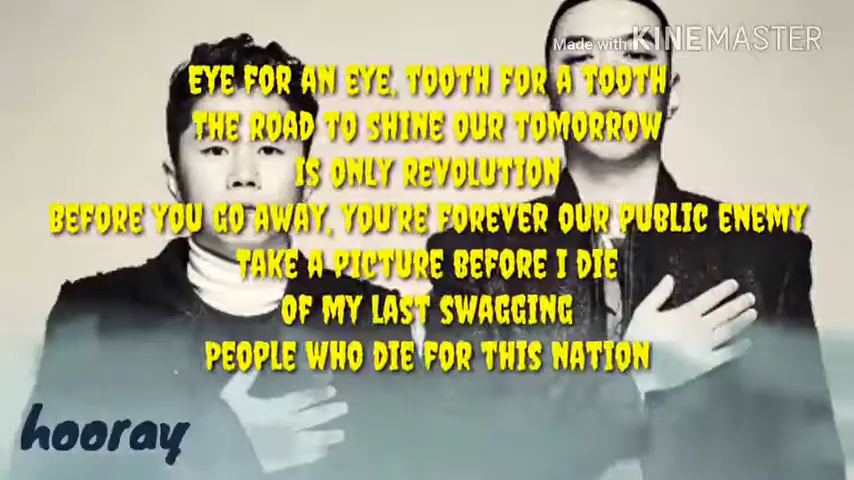 Made with KINEMASTER
EYE FOR AN EYE, TOOTH FOR A TOOTH
THE ROAD TO SHINE OUR TOMORROW
IS ONLY REVOLUTION
BEFORE YOU GO AWAY, YOU'RE FOREVER OUR PUBLIC ENEMY
TAKE A PICTURE BEFORE I DIE
OF MY LAST SWAGGING
PEOPLE WHO DIE FOR THIS NATION
hooray